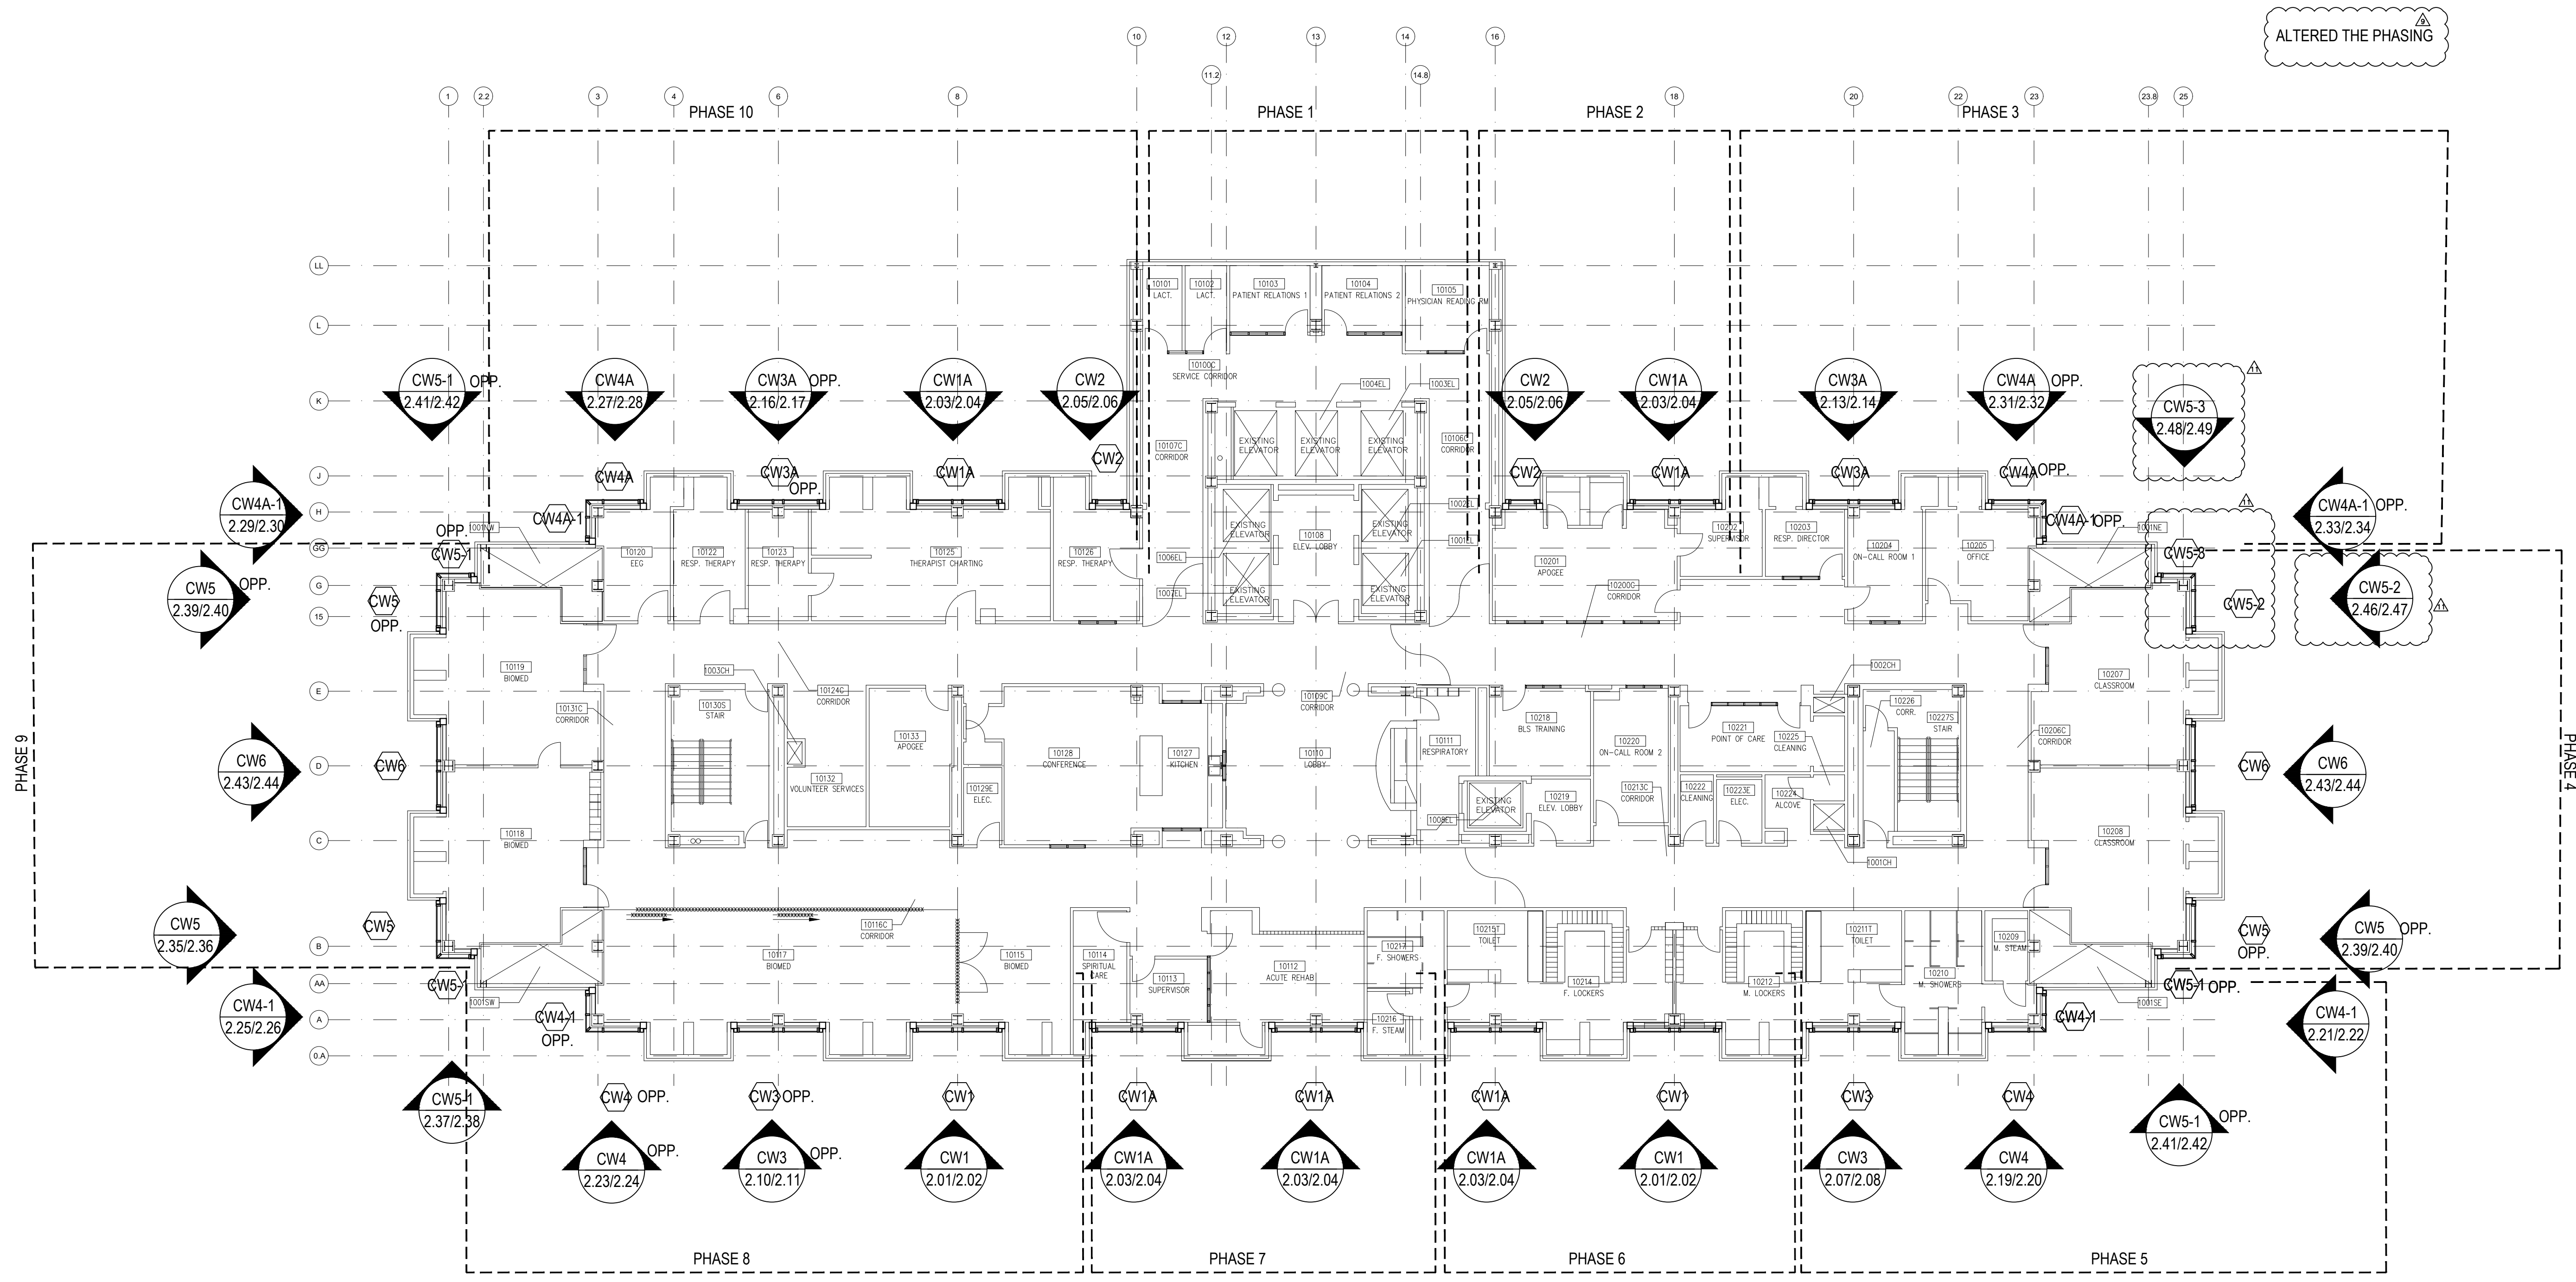 9
ALTERED THE PHASING
10
12
13
14
16
11.2
14.8
1
2.2
3
4
6
8
18
20
22
23
23.8
25
PHASE 10
PHASE 1
PHASE 2
PHASE 3
LL
L
K
J
H
GG
G
15
E
D
C
B
AA
A
0.A
10101
LACT.
10102
LACT.
10103
PATIENT RELATIONS 1
10104
PATIENT RELATIONS 2
10105
PHYSICIAN READING RM
10100C
SERVICE CORRIDOR
1004EL
1003EL
CW5-1 OPP.
2.41/2.42
CW4A
2.27/2.28
CW3A OPP.
2.16/2.17
CW1A
2.03/2.04
CW2
2.05/2.06
CW2
2.05/2.06
CW1A
2.03/2.04
CW3A
2.13/2.14
CW4A OPP.
2.31/2.32
11
CW5-3
2.48/2.49
10107C
CORRIDOR
EXISTING
ELEVATOR
EXISTING
ELEVATOR
EXISTING
ELEVATOR
10106C
CORRIDOR
CW4A
CW3A
OPP.
CW1A
CW2
CW2
CW1A
CW3A
CW4A OPP.
CW4A-1
2.29/2.30
CW4A-1
OPP.
1001NW
CW5-1
CW4A-1 OPP.
1001NE
11
CW5-3
CW4A-1 OPP.
2.33/2.34
EXISTING
ELEVATOR
EXISTING
ELEVATOR
1002EL
10108
ELEV. LOBBY
1001EL
1006EL
1007EL
EXISTING
ELEVATOR
EXISTING
ELEVATOR
10120
EEG
10122
RESP. THERAPY
10123
RESP. THERAPY
10125
THERAPIST CHARTING
10126
RESP. THERAPY
10201
APOGEE
10202
SUPERVISOR
10203
RESP. DIRECTOR
10204
ON-CALL ROOM 1
10205
OFFICE
10200C
CORRIDOR
CW5 OPP.
2.39/2.40
CW5
OPP.
CW5-2
CW5-2
2.46/2.47
11
10119
BIOMED
10131C
CORRIDOR
10130S
STAIR
1003CH
10124C
CORRIDOR
10133
APOGEE
10132
VOLUNTEER SERVICES
10128
CONFERENCE
10129E
ELEC.
10127
KITCHEN
10109C
CORRIDOR
10110
LOBBY
10111
RESPIRATORY
10218
BLS TRAINING
10220
ON-CALL ROOM 2
10221
POINT OF CARE
1002CH
10225
CLEANING
10226
CORR.
10227S
STAIR
10206C
CORRIDOR
10207
CLASSROOM
PHASE 9
CW6
2.43/2.44
CW6
CW6
CW6
2.43/2.44
PHASE 4
EXISTING
ELEVATOR
1008EL
10219
ELEV. LOBBY
10213C
CORRIDOR
10222
CLEANING
10223E
ELEC.
10224
ALCOVE
1001CH
10118
BIOMED
10208
CLASSROOM
CW5
2.35/2.36
CW5
10116C
CORRIDOR
10117
BIOMED
10115
BIOMED
10114
SPIRITUAL
CARE
10113
SUPERVISOR
10112
ACUTE REHAB
10217
F. SHOWERS
10216
F. STEAM
10215T
TOILET
10214
F. LOCKERS
10212
M. LOCKERS
10211T
TOILET
10210
M. SHOWERS
10209
M. STEAM
CW5
OPP.
CW5 OPP.
2.39/2.40
CW4-1
2.25/2.26
CW5-1
1001SW
CW4-1
OPP.
1001SE
CW4-1
CW5-1 OPP.
CW4-1
2.21/2.22
CW5-1
2.37/2.38
CW4 OPP.
CW3 OPP.
CW1
CW1A
CW1A
CW1A
CW1
CW3
CW4
CW5-1 OPP.
2.41/2.42
CW4 OPP.
2.23/2.24
CW3 OPP.
2.10/2.11
CW1
2.01/2.02
CW1A
2.03/2.04
CW1A
2.03/2.04
CW1A
2.03/2.04
CW1
2.01/2.02
CW3
2.07/2.08
CW4
2.19/2.20
PHASE 8
PHASE 7
PHASE 6
PHASE 5